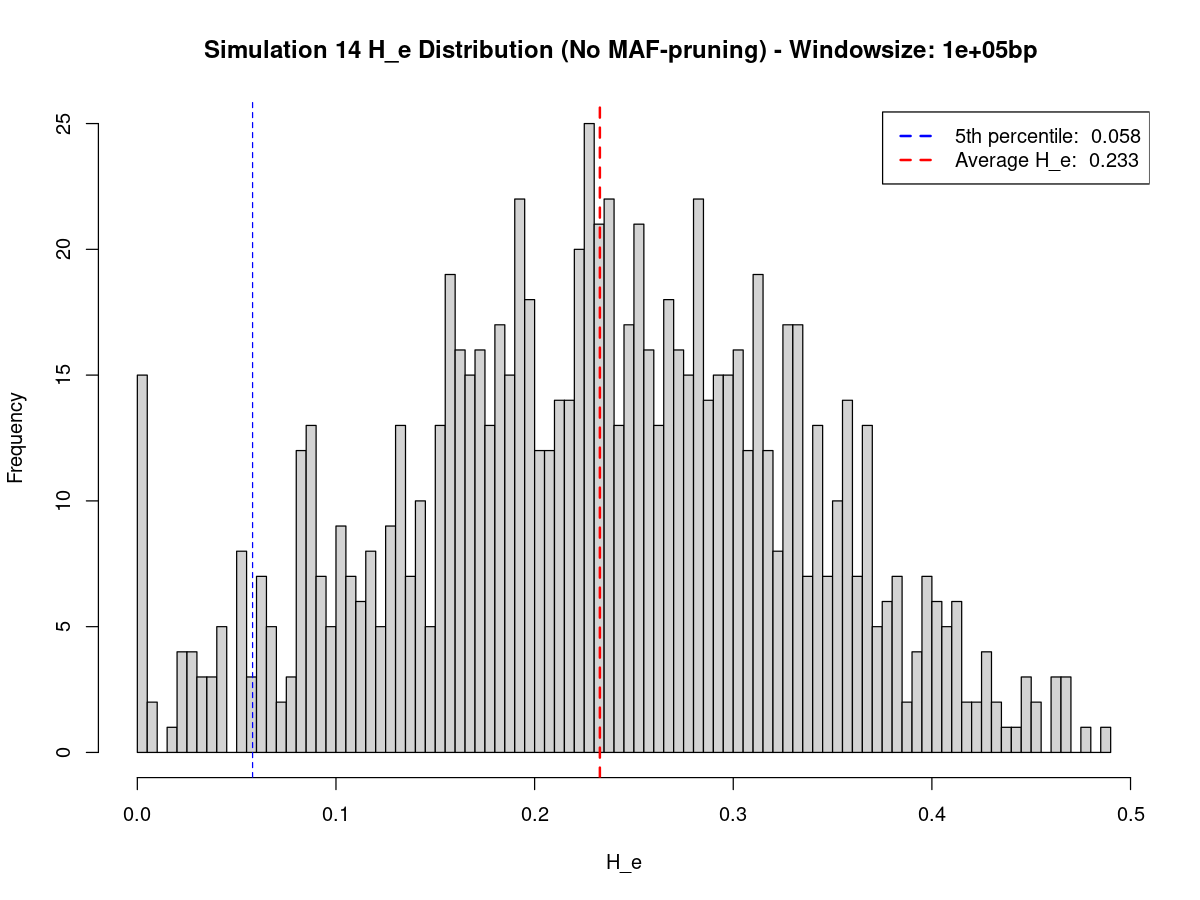 Simulation 14 H_e Distribution (No MAF-pruning) - Windowsize: 1e+05bp
5th percentile:  0.058
Average H_e:  0.233
Frequency
25
20
15
10
5
0
0.0 0.1 0.2 0.3 0.4 0.5
H_e